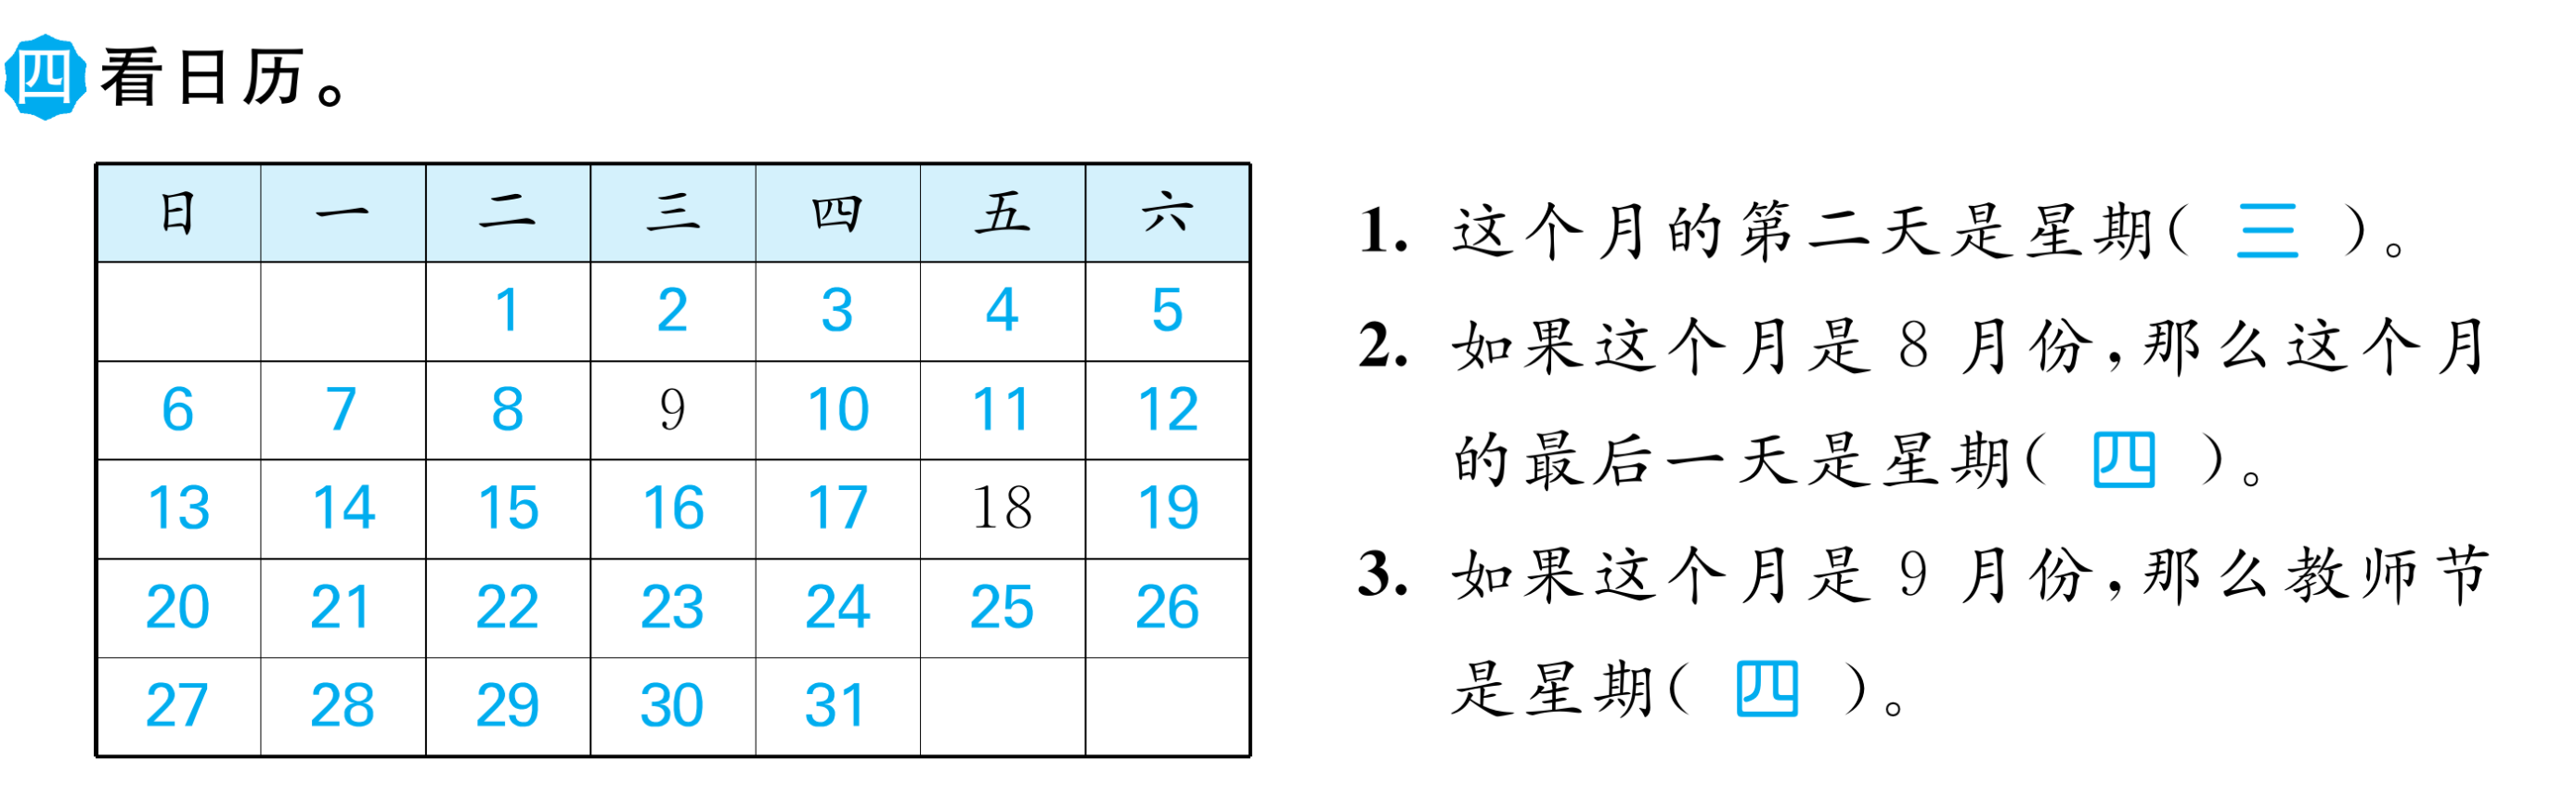 四 看日历。
日 一 二 三 四 五 六
1 2 3 4 5
6 7 8 9 10 11 12
13 14 15 16 17 18 19
20 21 22 23 24 25 26
27 28 29 30 31
1. 这个月的第二天是星期( 三 )。
2. 如果这个月是 8 月份,那么这个月
的最后一天是星期( 四 )。
3. 如果这个月是 9 月份,那么教师节
是星期( 四 )。